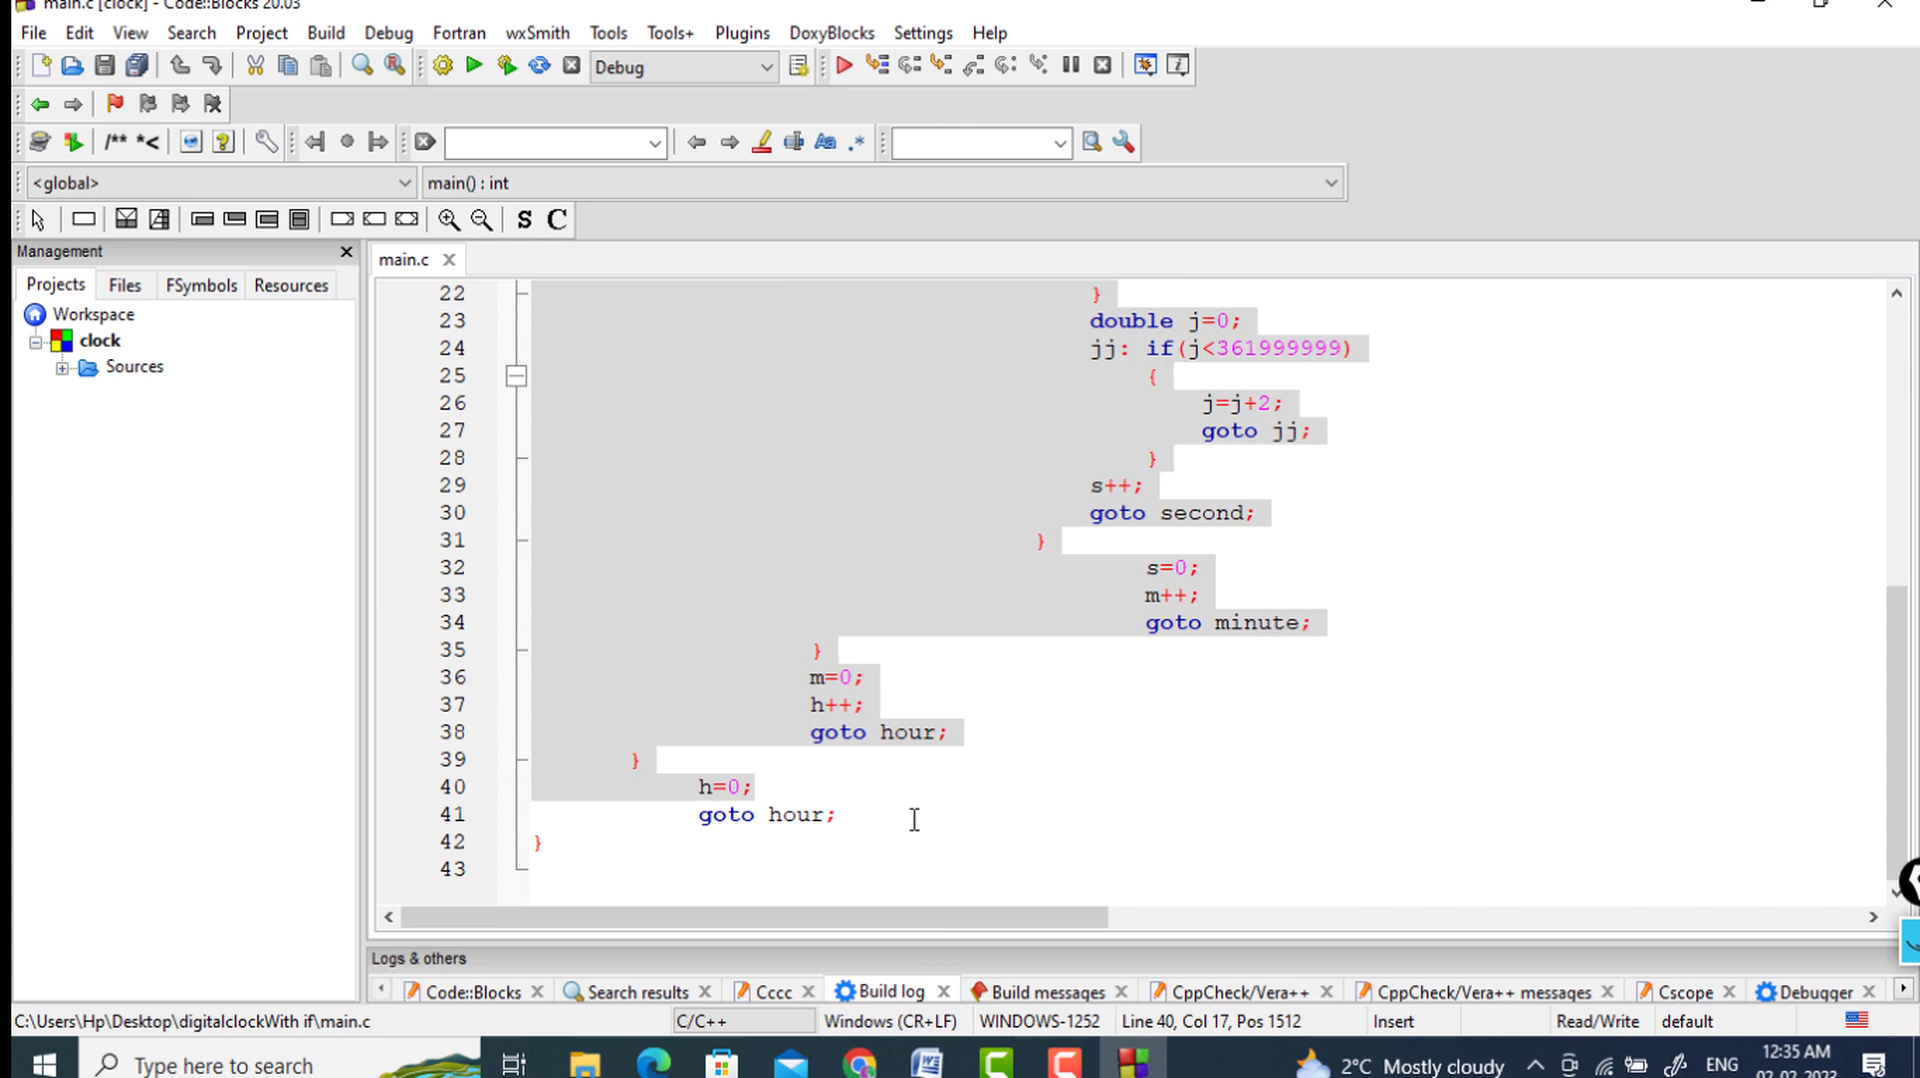 main.c [clock] - Code::Blocks 20.03
File Edit View Search Project Build Debug Fortran wxSmith Tools Tools+ Plugins DoxyBlocks Settings Help
Debug
/** *<
<global> main() : int
S C
Management
main.c
Projects Files FSymbols Resources
Workspace
clock
Sources
22 }
23 double j=0;
24 jj: if(j<361999999)
25 {
26 j=j+2;
27 goto jj;
28 }
29 s++;
30 goto second;
31 }
32 s=0;
33 m++;
34 goto minute;
35 }
36 m=0;
37 h++;
38 goto hour;
39 }
40 h=0;
41 goto hour;
42 }
43
Logs & others
Code::Blocks Search results Cccc Build log Build messages CppCheck/Vera++ CppCheck/Vera++ messages Cscope Debugger
C:\Users\Hp\Desktop\digitalclockWith if\main.c C/C++ Windows (CR+LF) WINDOWS-1252 Line 40, Col 17, Pos 1512 Insert Read/Write default
Type here to search 2°C Mostly cloudy ENG 12:35 AM